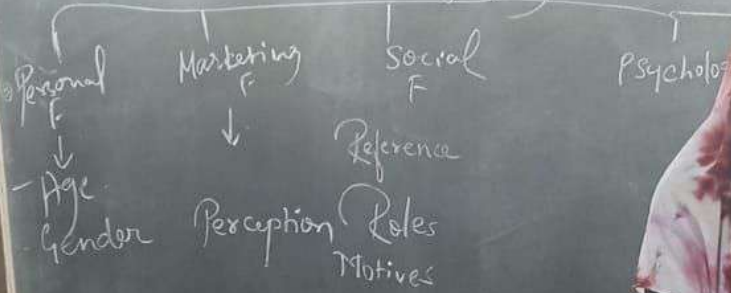 Personal F
Marketing F
Social F
Psycholo
- Age
- Gender
Perception
Reference
Roles
Motives